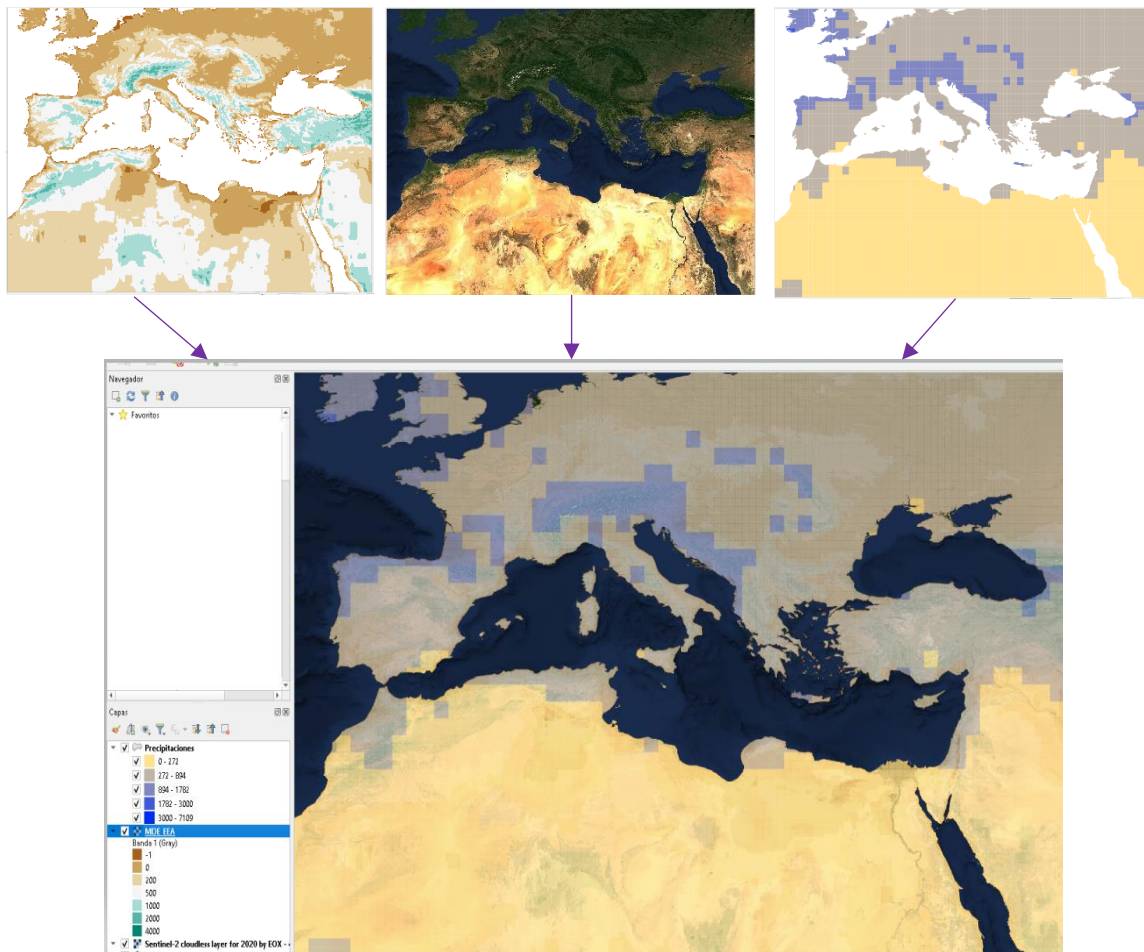 Navegador
Favoritos
Capas
Precipitaciones
0 - 272
272 - 894
894 - 1782
1782 - 3000
3000 - 7109
MDE EEA
Banda 1 (Gray)
-1
0
200
500
1000
2000
4000
Sentinel-2 cloudless layer for 2020 by EOX -